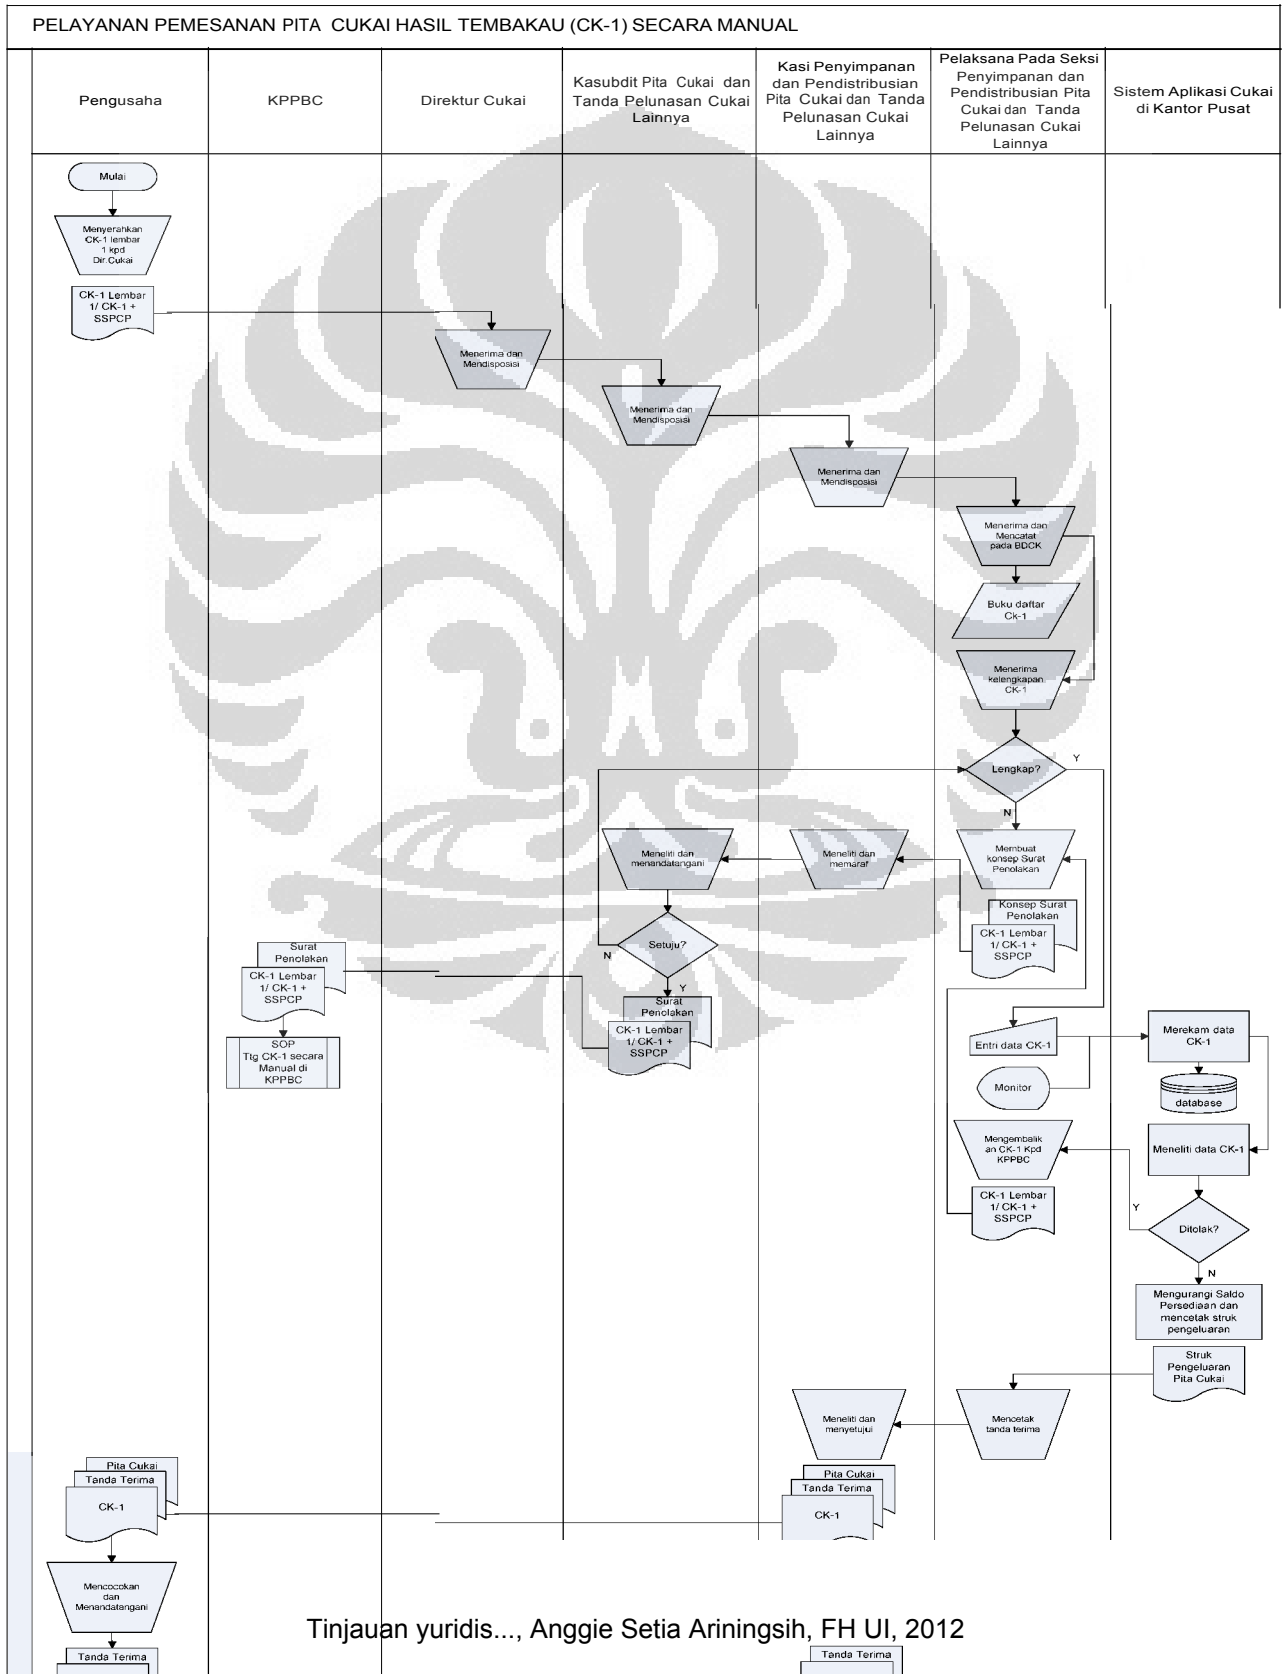 PELAYANAN PEMESANAN PITA CUKAI HASIL TEMBAKAU (CK-1) SECARA MANUAL
Pengusaha
KPPBC
Direktur Cukai
Kasubdit Pita Cukai dan
Tanda Pelunasan Cukai
Lainnya
Kasi Penyimpanan
dan Pendistribusian
Pita Cukai dan Tanda
Pelunasan Cukai
Lainnya
Pelaksana Pada Seksi
Penyimpanan dan
Pendistribusian Pita
Cukai dan Tanda
Pelunasan Cukai
Lainnya
Sistem Aplikasi Cukai
di Kantor Pusat
Mulai
Menyerahkan
CK-1 lembar
1 kpd
Dir.Cukai
CK-1 Lembar
1/ CK-1 +
SSPCP
Menerima dan
Mendisposisi
Menerima dan
Mendisposisi
Menerima dan
Mendisposisi
Menerima dan
Mencatat
pada BDCK
Buku daftar
Ck-1
Menerima
kelengkapan
CK-1
Lengkap?
Y
N
Meneliti dan
menandatangani
Meneliti dan
memaraf
Membuat
konsep Surat
Penolakan
Konsep Surat
Penolakan
CK-1 Lembar
1/ CK-1 +
SSPCP
Setuju?
N
Y
Surat
Penolakan
CK-1 Lembar
1/ CK-1 +
SSPCP
Surat
Penolakan
CK-1 Lembar
1/ CK-1 +
SSPCP
SOP
Ttg CK-1 secara
Manual di
KPPBC
Entri data CK-1
Merekam data
CK-1
Monitor
database
Mengembalik
an CK-1 Kpd
KPPBC
Meneliti data CK-1
CK-1 Lembar
1/ CK-1 +
SSPCP
Y
Ditolak?
N
Mengurangi Saldo
Persediaan dan
mencetak struk
pengeluaran
Struk
Pengeluaran
Pita Cukai
Meneliti dan
menyetujui
Mencetak
tanda terima
Pita Cukai
Tanda Terima
CK-1
Pita Cukai
Tanda Terima
CK-1
Mencocokan
dan
Menandatangani
Tinjauan yuridis..., Anggie Setia Ariningsih, FH UI, 2012
Tanda Terima
Tanda Terima